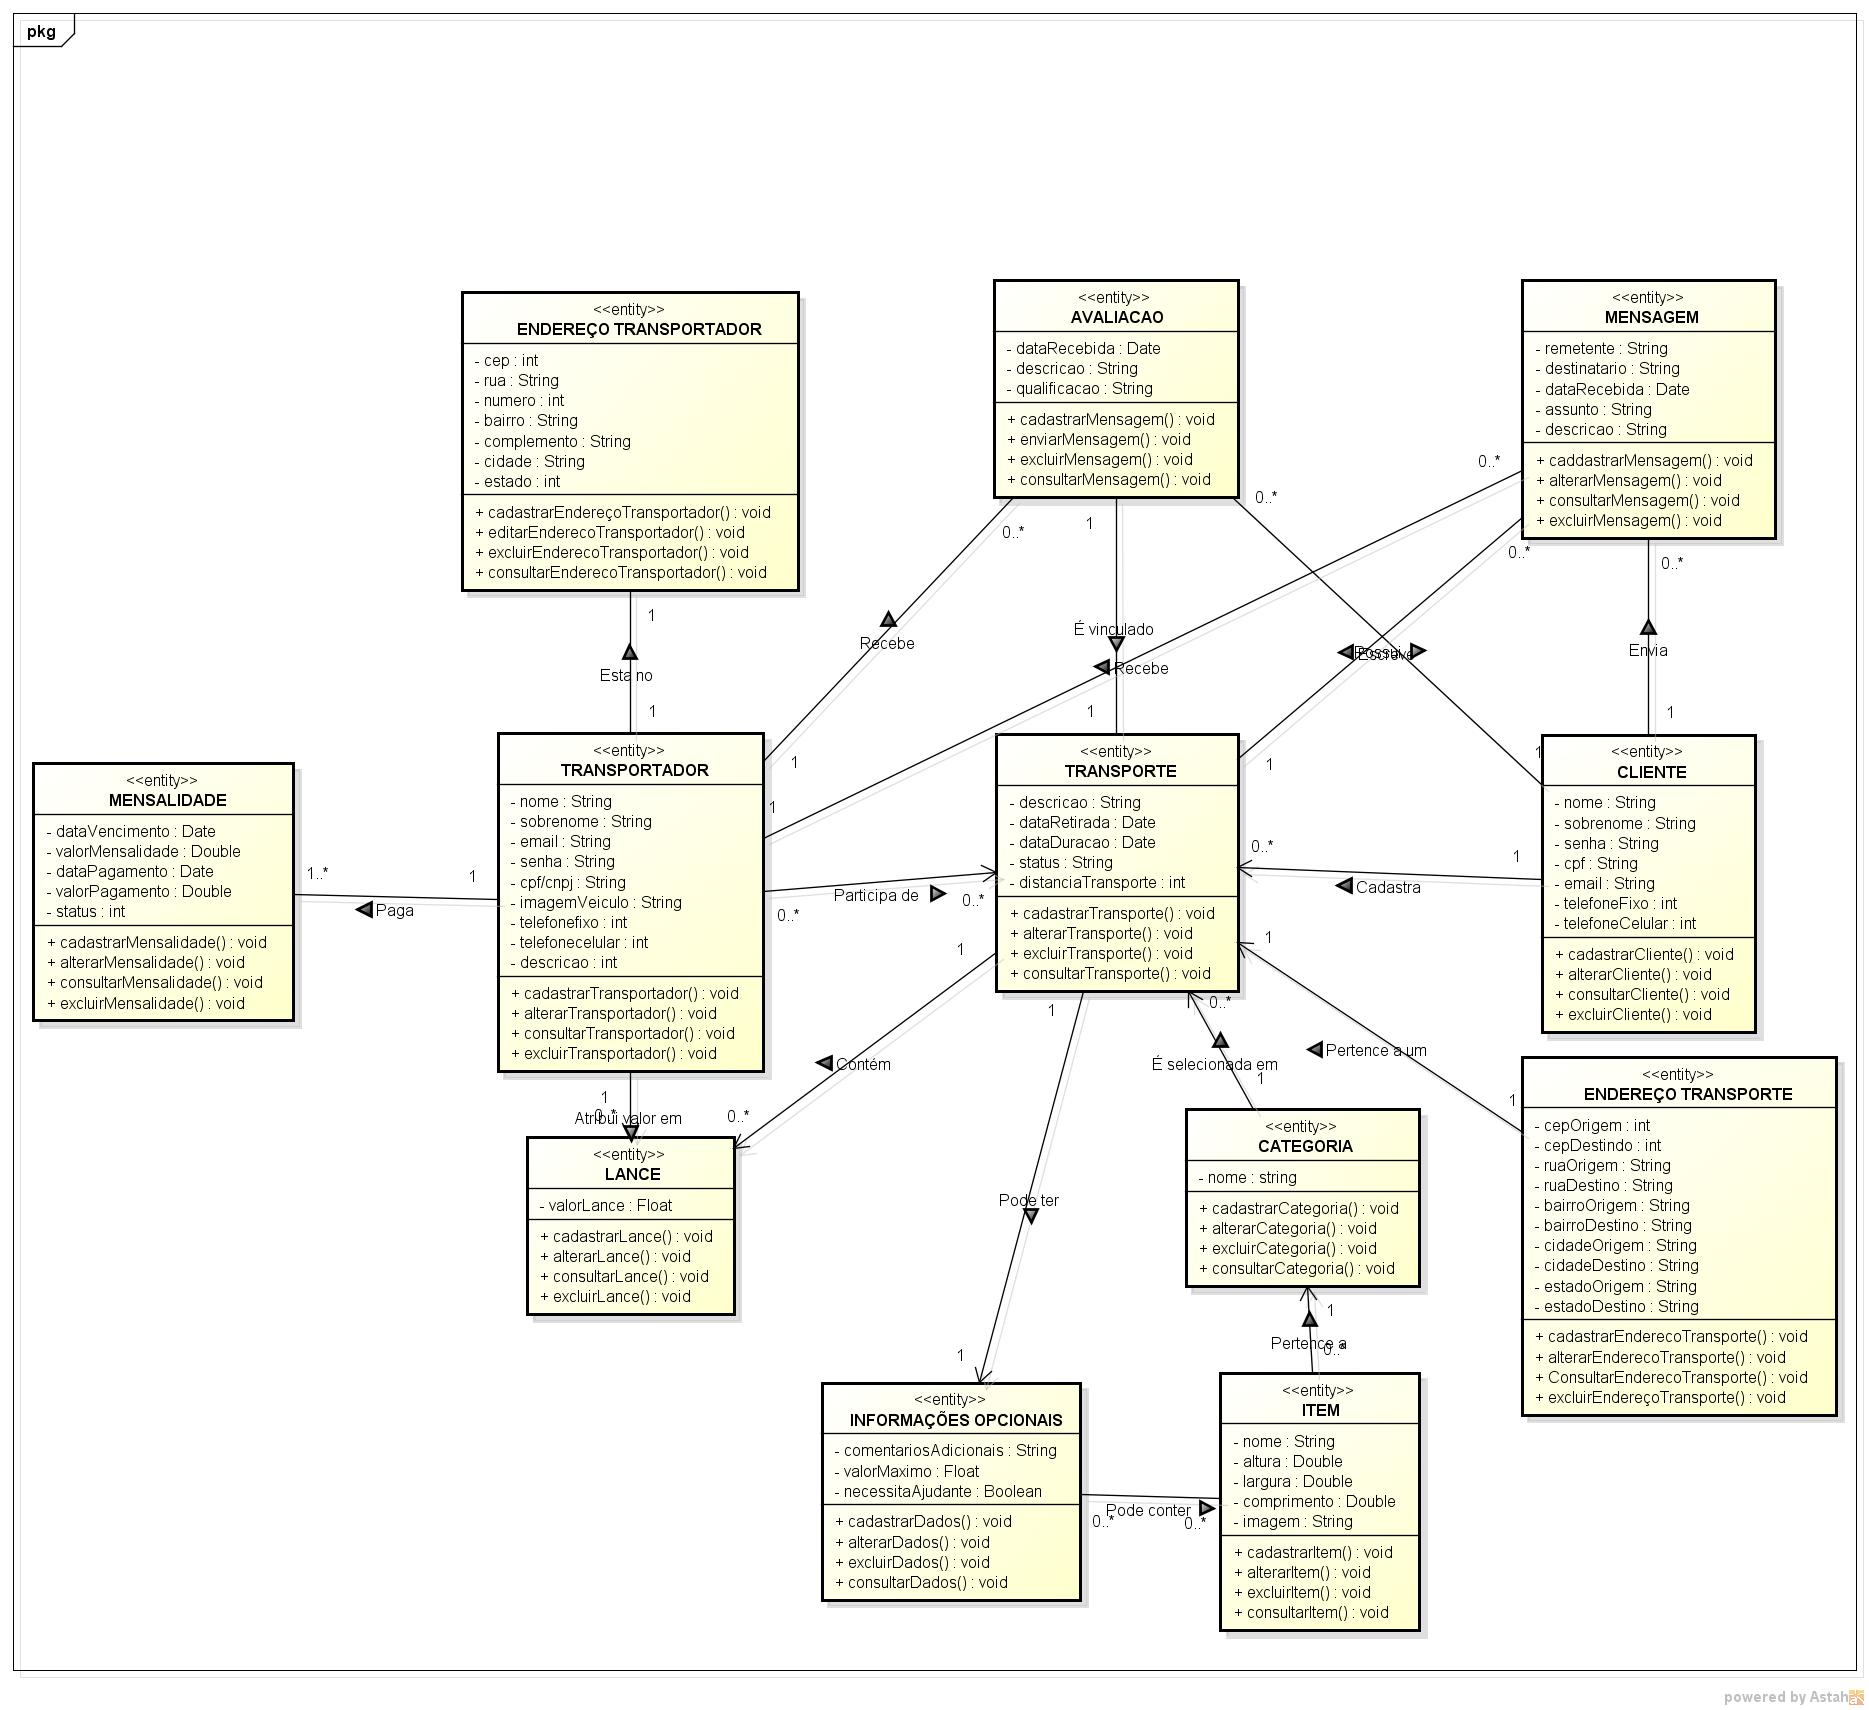 pkg
<<entity>>
ENDEREÇO TRANSPORTADOR
- cep : int
- rua : String
- numero : int
- bairro : String
- complemento : String
- cidade : String
- estado : int
+ cadastrarEndereçoTransportador() : void
+ editarEnderecoTransportador() : void
+ excluirEnderecoTransportador() : void
+ consultarEnderecoTransportador() : void
<<entity>>
AVALIACAO
- dataRecebida : Date
- descricao : String
- qualificacao : String
+ cadastrarMensagem() : void
+ enviarMensagem() : void
+ excluirMensagem() : void
+ consultarMensagem() : void
<<entity>>
MENSAGEM
- remetente : String
- destinatario : String
- dataRecebida : Date
- assunto : String
- descricao : String
+ caddastrarMensagem() : void
+ alterarMensagem() : void
+ consultarMensagem() : void
+ excluirMensagem() : void
0..*
0..*
0..*
1
0..*
0..*
1
Esta no
1
Recebe
1
É vinculado
1
Recebe
1
Escreve
1
1
Envia
1
<<entity>>
MENSALIDADE
- dataVencimento : Date
- valorMensalidade : Double
- dataPagamento : Date
- valorPagamento : Double
- status : int
+ cadastrarMensalidade() : void
+ alterarMensalidade() : void
+ consultarMensalidade() : void
+ excluirMensalidade() : void
1..*
Paga
1
<<entity>>
TRANSPORTADOR
- nome : String
- sobrenome : String
- email : String
- senha : String
- cpf/cnpj : String
- imagemVeiculo : String
- telefonefixo : int
- telefonecelular : int
- descricao : int
+ cadastrarTransportador() : void
+ alterarTransportador() : void
+ consultarTransportador() : void
+ excluirTransportador() : void
0..*
Participa de
0..*
<<entity>>
TRANSPORTE
- descricao : String
- dataRetirada : Date
- dataDuracao : Date
- status : String
- distanciaTransporte : int
+ cadastrarTransporte() : void
+ alterarTransporte() : void
+ excluirTransporte() : void
+ consultarTransporte() : void
0..*
Cadastra
1
<<entity>>
CLIENTE
- nome : String
- sobrenome : String
- senha : String
- cpf : String
- email : String
- telefoneFixo : int
- telefoneCelular : int
+ cadastrarCliente() : void
+ alterarCliente() : void
+ consultarCliente() : void
+ excluirCliente() : void
1
0..*
Atribui valor em
1
Contém
0..*
1
Pode ter
1
0..*
É selecionada em
1
1
Pertence a um
1
<<entity>>
LANCE
- valorLance : Float
+ cadastrarLance() : void
+ alterarLance() : void
+ consultarLance() : void
+ excluirLance() : void
<<entity>>
CATEGORIA
- nome : string
+ cadastrarCategoria() : void
+ alterarCategoria() : void
+ excluirCategoria() : void
+ consultarCategoria() : void
<<entity>>
ENDEREÇO TRANSPORTE
- cepOrigem : int
- cepDestindo : int
- ruaOrigem : String
- ruaDestino : String
- bairroOrigem : String
- bairroDestino : String
- cidadeOrigem : String
- cidadeDestino : String
- estadoOrigem : String
- estadoDestino : String
+ cadastrarEnderecoTransporte() : void
+ alterarEnderecoTransporte() : void
+ ConsultarEnderecoTransporte() : void
+ excluirEndereçoTransporte() : void
1
Pertence a
0..*
<<entity>>
INFORMAÇÕES OPCIONAIS
- comentariosAdicionais : String
- valorMaximo : Float
- necessitaAjudante : Boolean
+ cadastrarDados() : void
+ alterarDados() : void
+ excluirDados() : void
+ consultarDados() : void
0..*
Pode conter
0..*
<<entity>>
ITEM
- nome : String
- altura : Double
- largura : Double
- comprimento : Double
- imagem : String
+ cadastrarItem() : void
+ alterarItem() : void
+ excluirItem() : void
+ consultarItem() : void
powered by Astah